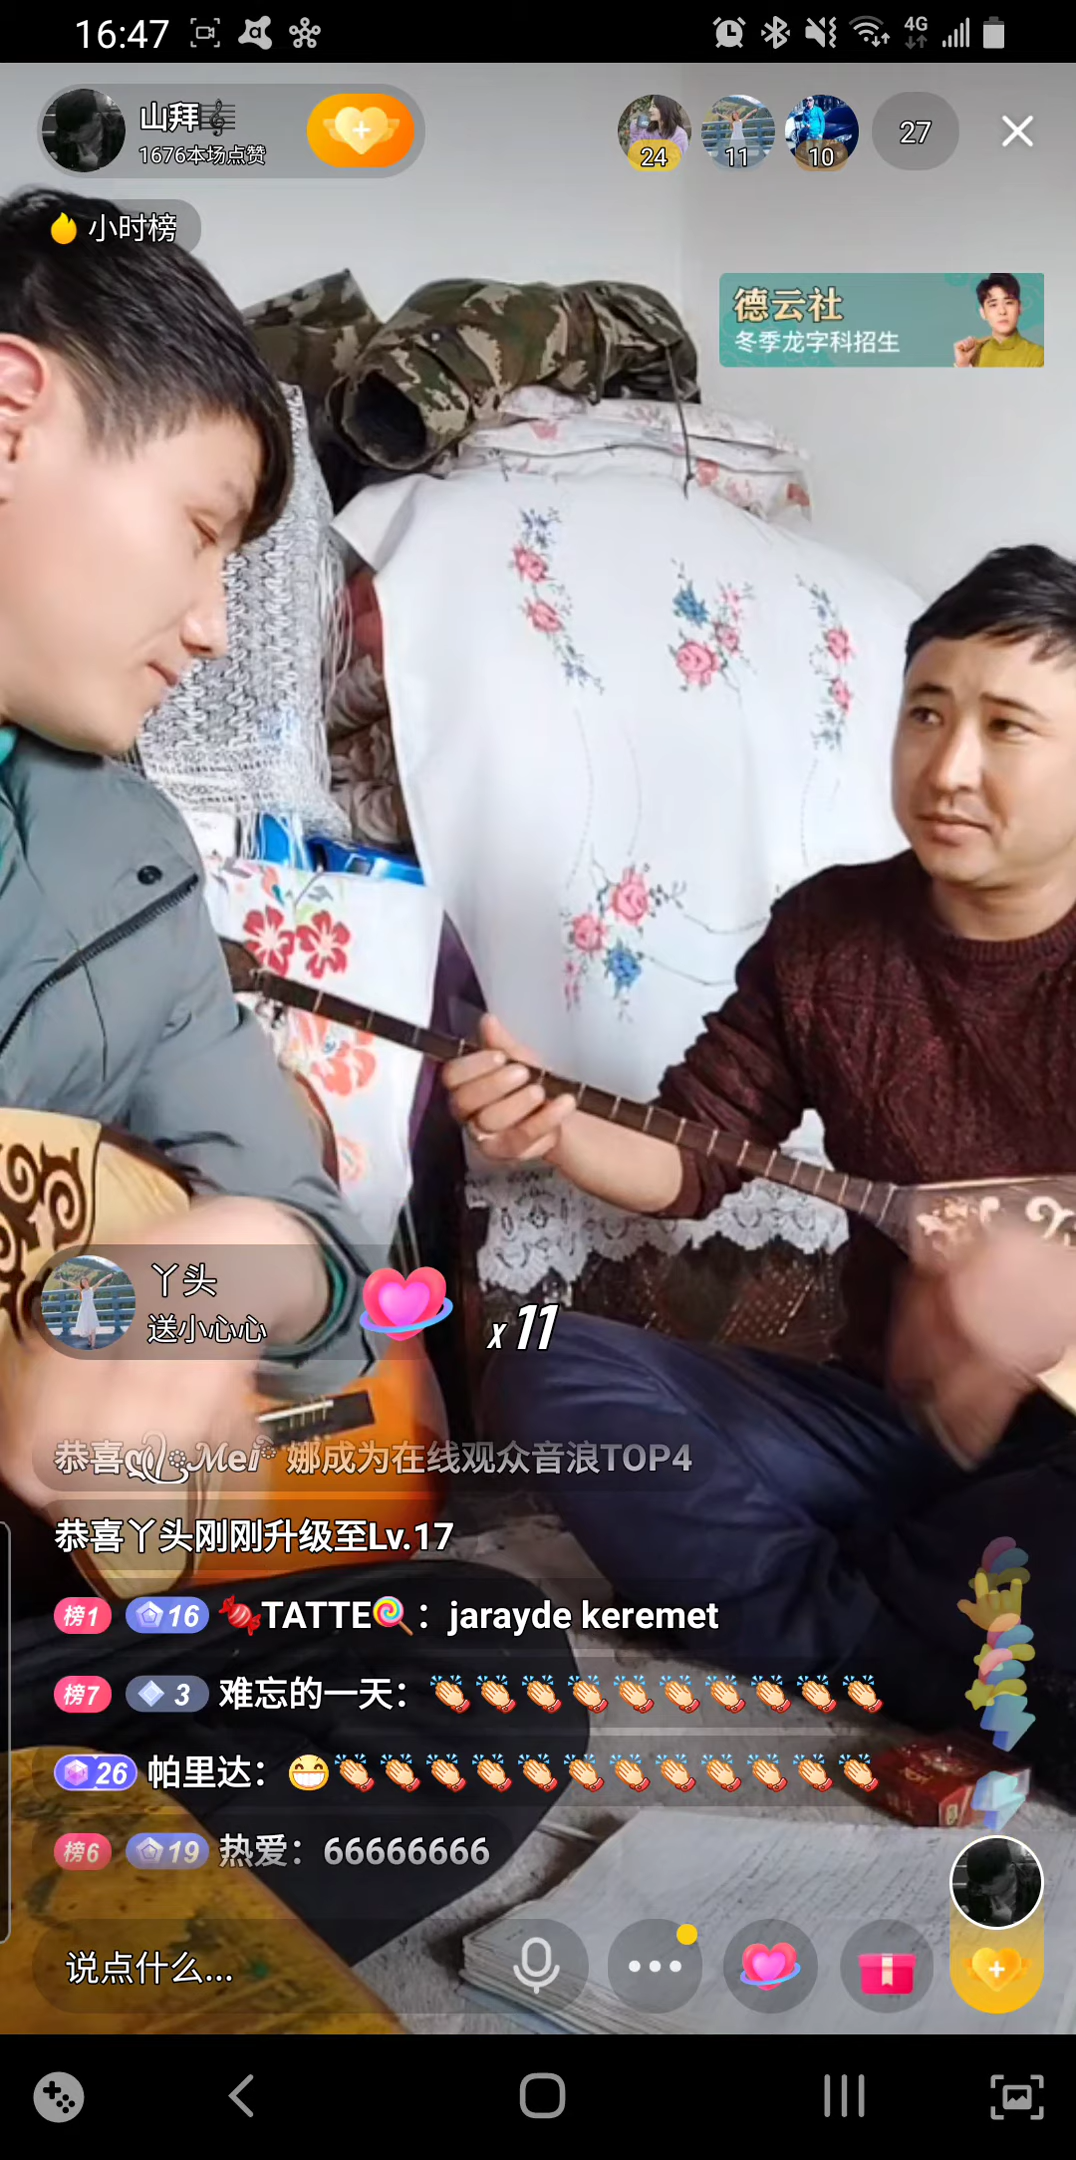 16:47
4G
山拜🎼
1676本场点赞
24
11
10
27
小时榜
德云社
冬季龙字科招生
丫头
送小心心
x 11
恭喜 Mei 娜成为在线观众音浪TOP4
恭喜丫头刚刚升级至Lv.17
榜1 16 🍬TATTE🍭：jarayde keremet
榜7 3 难忘的一天：👏👏👏👏👏👏👏👏👏👏
26 帕里达：😁👏👏👏👏👏👏👏👏👏👏👏👏
榜6 19 热爱：66666666
说点什么...